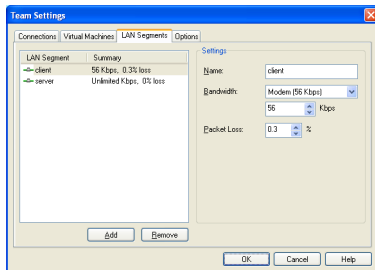 Team Settings
Connections Virtual Machines LAN Segments Options
LAN Segment Summary
client 56 Kbps, 0.3% loss
server Unlimited Kbps, 0% loss
Settings
Name: client
Bandwidth: Modem (56 Kbps)
56 Kbps
Packet Loss: 0.3 %
Add Remove
OK Cancel Help